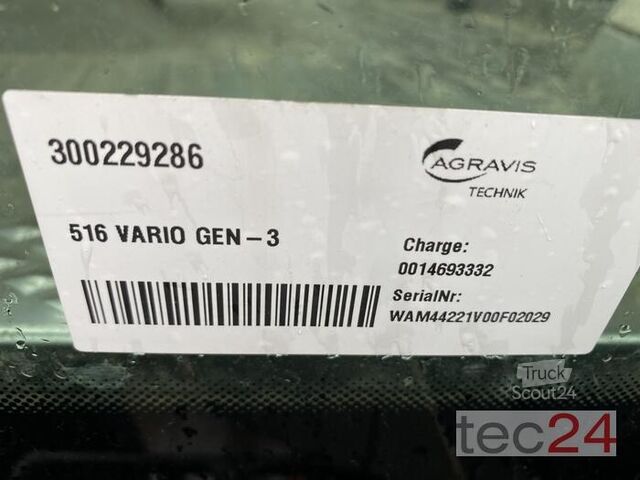 300229286
AGRAVIS
TECHNIK
516 VARIO GEN-3
Charge:
0014693332
SerialNr:
WAM44221V00F02029
Truck
Scout24
tec24